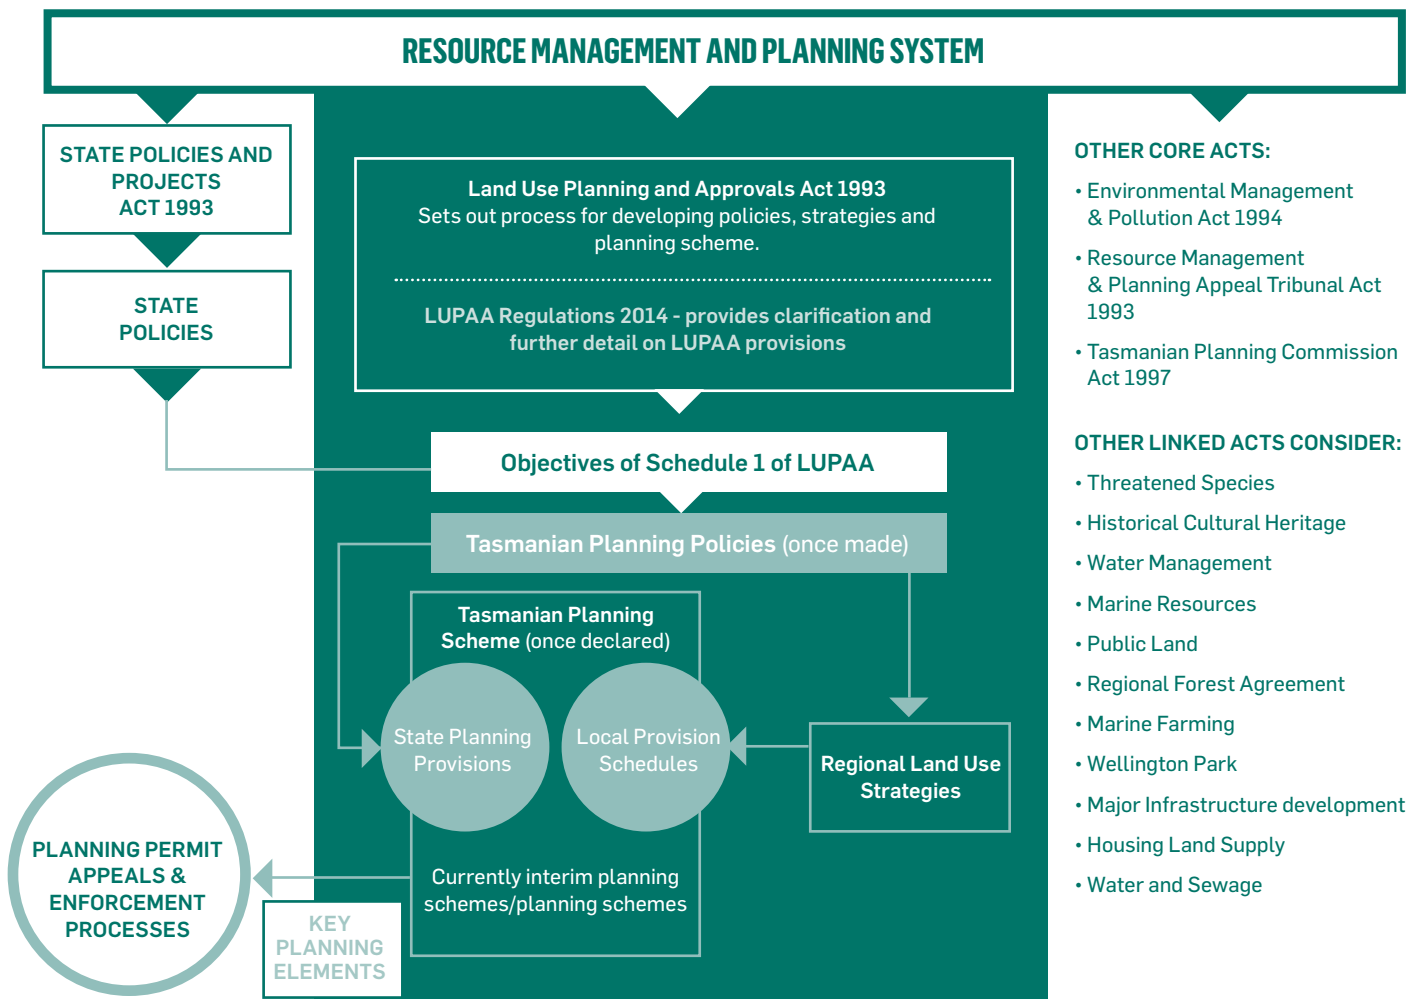 RESOURCE MANAGEMENT AND PLANNING SYSTEM
STATE POLICIES AND
PROJECTS
ACT 1993
STATE
POLICIES
Land Use Planning and Approvals Act 1993
Sets out process for developing policies, strategies and
planning scheme.
LUPAA Regulations 2014 - provides clarification and
further detail on LUPAA provisions
Objectives of Schedule 1 of LUPAA
Tasmanian Planning Policies (once made)
Tasmanian Planning
Scheme (once declared)
State Planning
Provisions
Local Provision
Schedules
Regional Land Use
Strategies
Currently interim planning
schemes/planning schemes
PLANNING PERMIT
APPEALS &
ENFORCEMENT
PROCESSES
KEY
PLANNING
ELEMENTS
OTHER CORE ACTS:
• Environmental Management
& Pollution Act 1994
• Resource Management
& Planning Appeal Tribunal Act
1993
• Tasmanian Planning Commission
Act 1997
OTHER LINKED ACTS CONSIDER:
• Threatened Species
• Historical Cultural Heritage
• Water Management
• Marine Resources
• Public Land
• Regional Forest Agreement
• Marine Farming
• Wellington Park
• Major Infrastructure development
• Housing Land Supply
• Water and Sewage